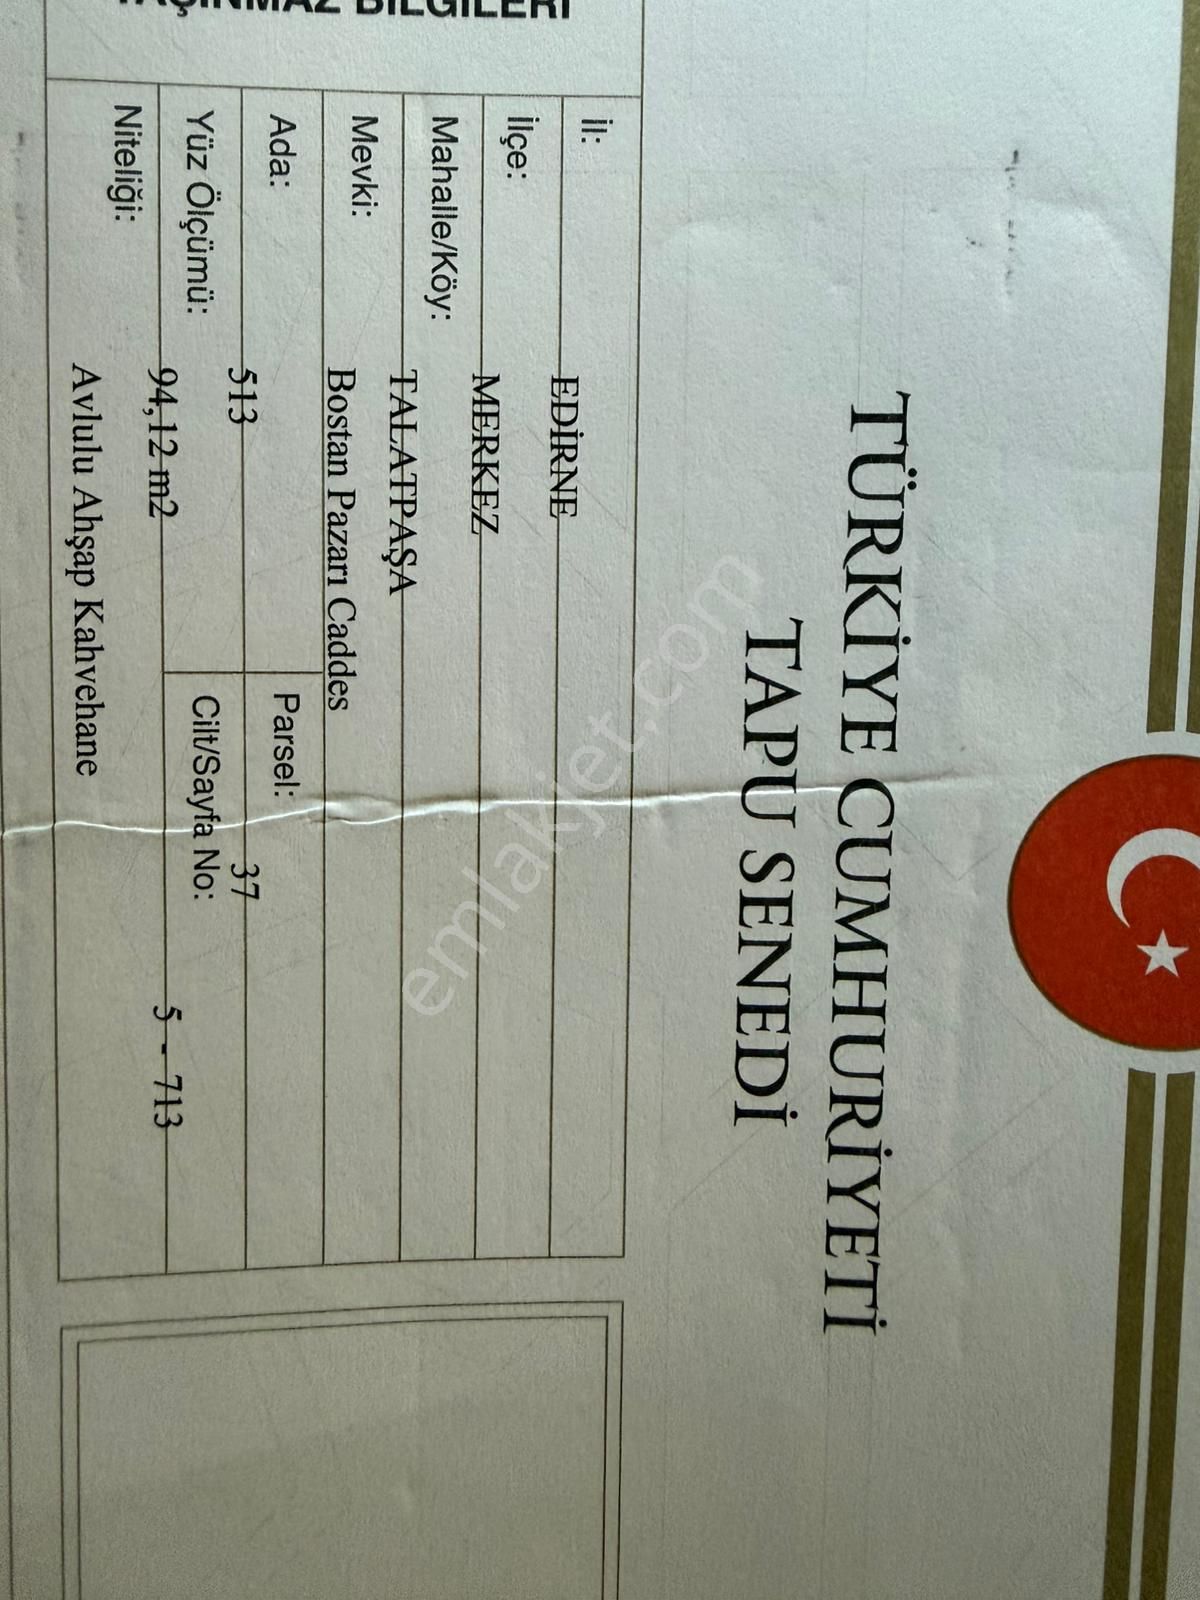 TÜRKİYE CUMHURİYETİ
TAPU SENEDİ
TAŞINMAZ BİLGİLERİ
İl: EDİRNE
İlçe: MERKEZ
Mahalle/Köy: TALATPAŞA
Mevki: Bostan Pazarı Caddes
Ada: 513 Parsel: 37
Yüz Ölçümü: 94,12 m2 Cilt/Sayfa No: 5 - 713
Niteliği: Avlulu Ahşap Kahvehane
emlakjet.com